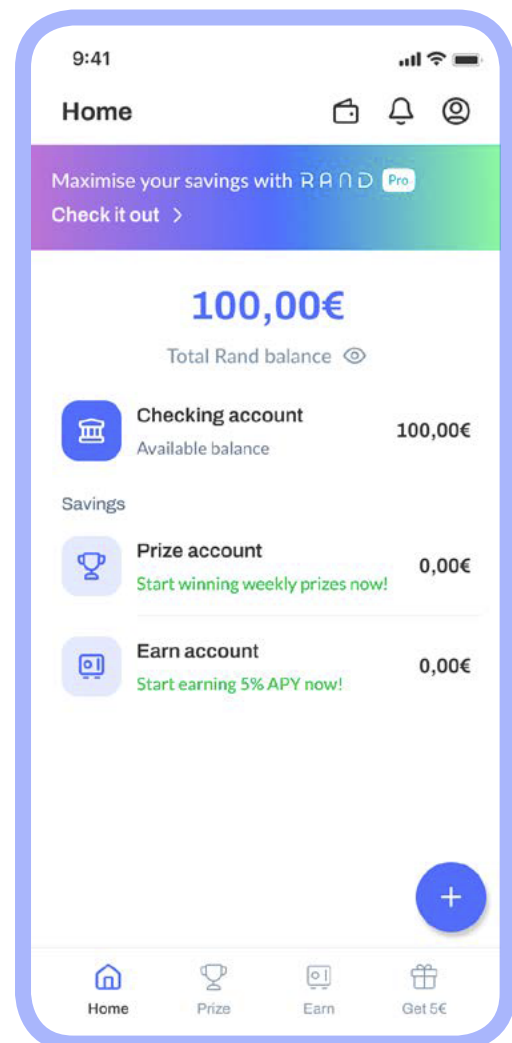 9:41
Home
Maximise your savings with RAND Pro
Check it out >
100,00€
Total Rand balance
Checking account
100,00€
Available balance
Savings
Prize account
0,00€
Start winning weekly prizes now!
Earn account
0,00€
Start earning 5% APY now!
+
Home
Prize
Earn
Get 5€